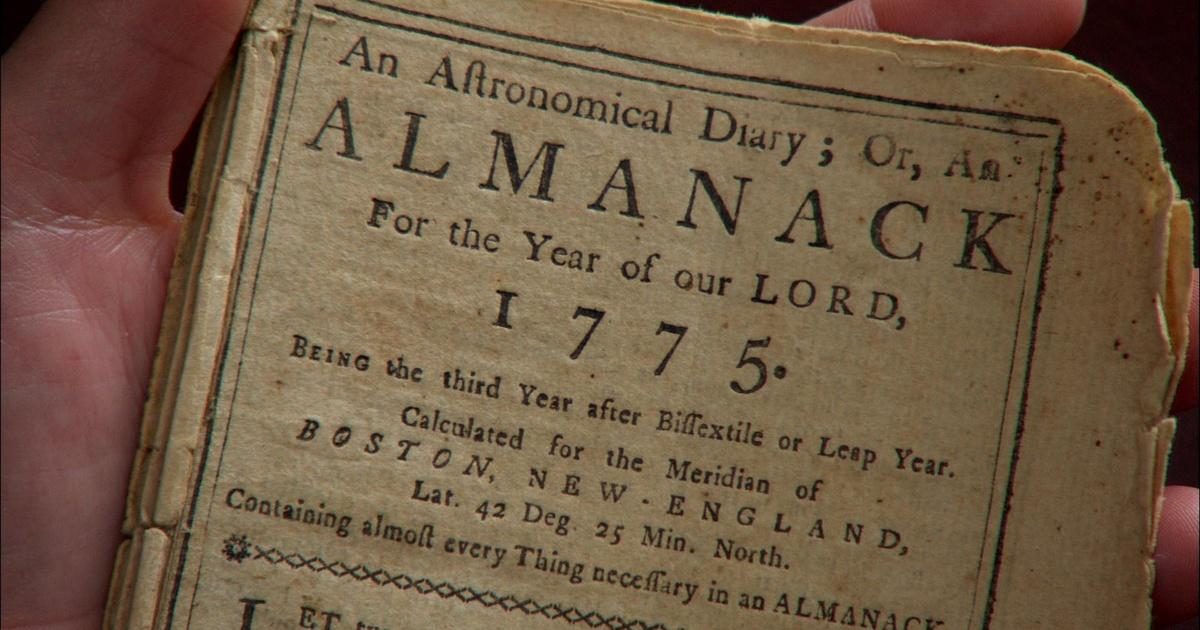 An Aſtronomical Diary; Or, An
ALMANACK
For the Year of our LORD,
1775.
BEING the third Year after Biſſextile or Leap Year.
Calculated for the Meridian of
BOSTON, NEW-ENGLAND,
Lat. 42 Deg. 25 Min. North.
Containing almoſt every Thing neceſſary in an ALMANACK
LET